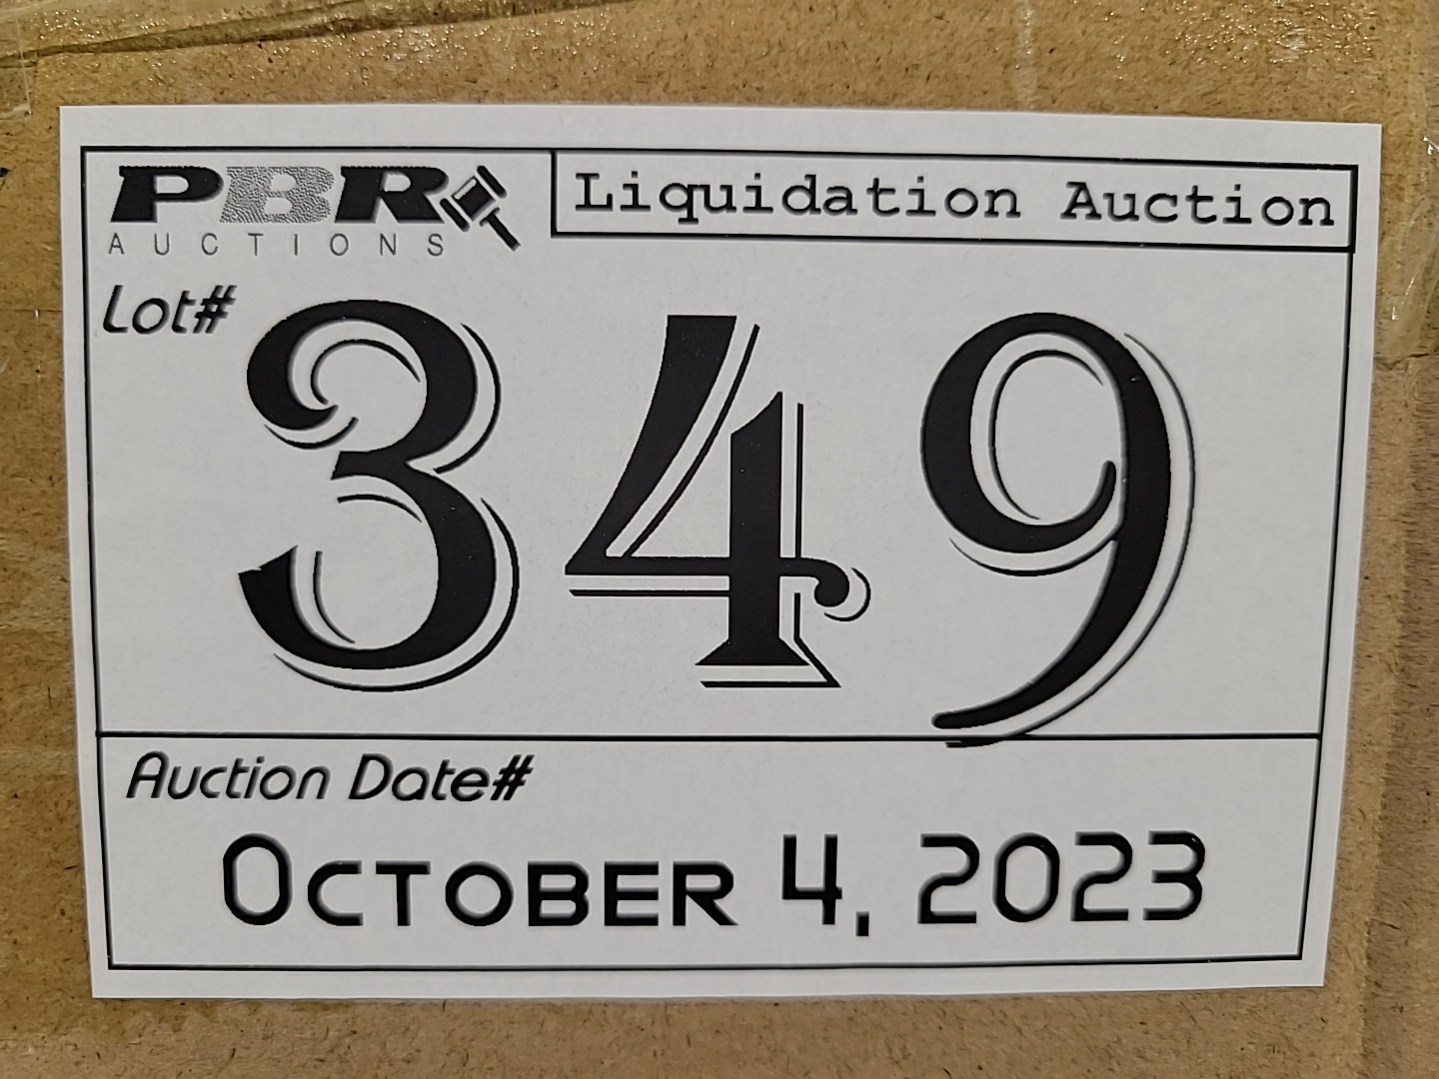 PBR
AUCTIONS
Liquidation Auction
Lot#
349
Auction Date#
October 4, 2023